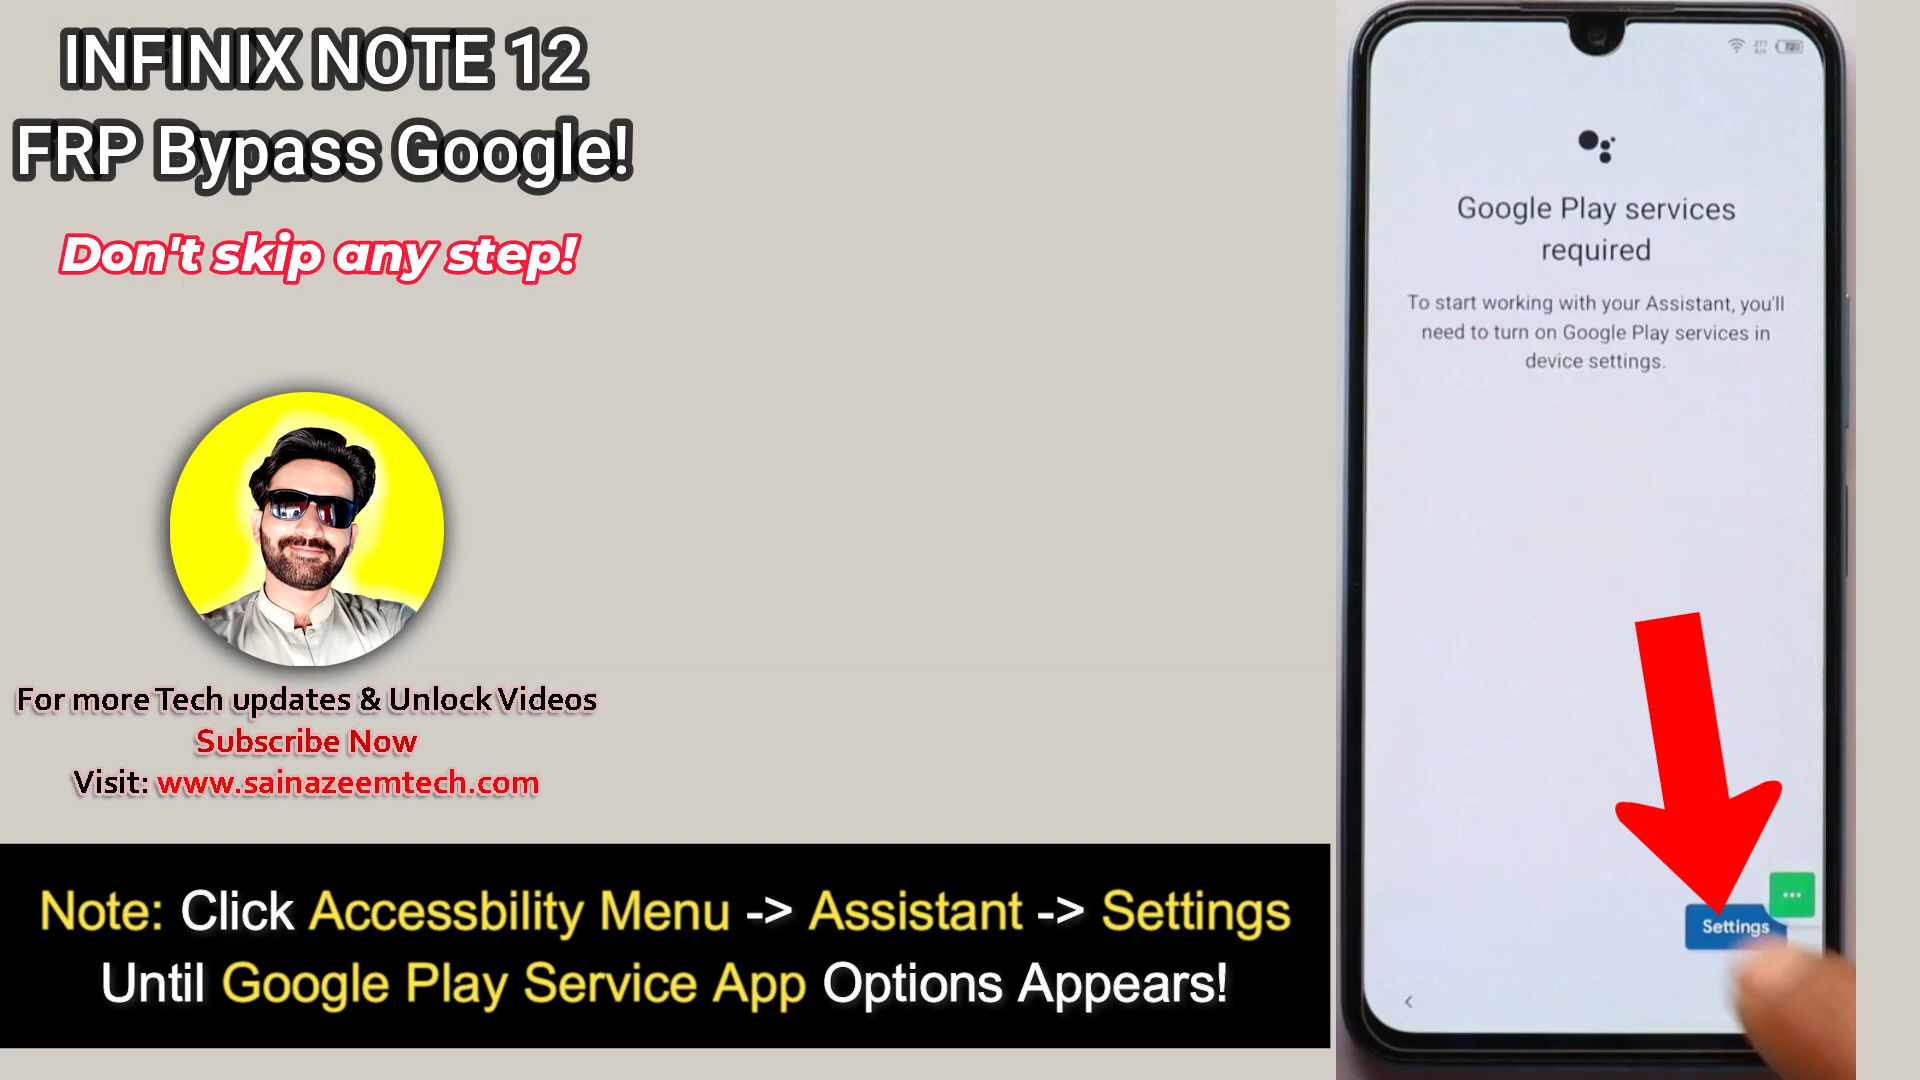 INFINIX NOTE 12
FRP Bypass Google!
Don't skip any step!
For more Tech updates & Unlock Videos
Subscribe Now
Visit: www.sainazeemtech.com
Note: Click Accessbility Menu -> Assistant -> Settings
Until Google Play Service App Options Appears!
Google Play services
required
To start working with your Assistant, you'll
need to turn on Google Play services in
device settings.
Settings